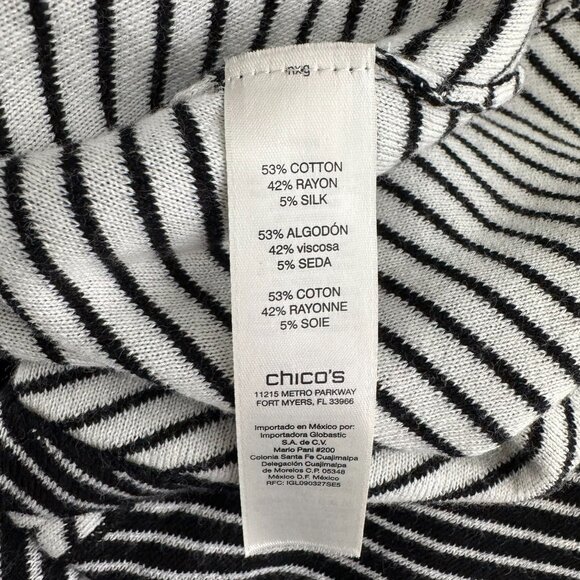 53% COTTON
42% RAYON
5% SILK
53% ALGODÓN
42% viscosa
5% SEDA
53% COTON
42% RAYONNE
5% SOIE
chico's
11215 METRO PARKWAY
FORT MYERS, FL 33966
Importado en México por:
Importadora Globastic
S.A. de C.V.
Mario Pani #200
Colonia Santa Fe Cuajimalpa
Delegación Cuajimalpa
de Morelos C.P. 05348
México D.F. México
RFC: IGL090327SE5